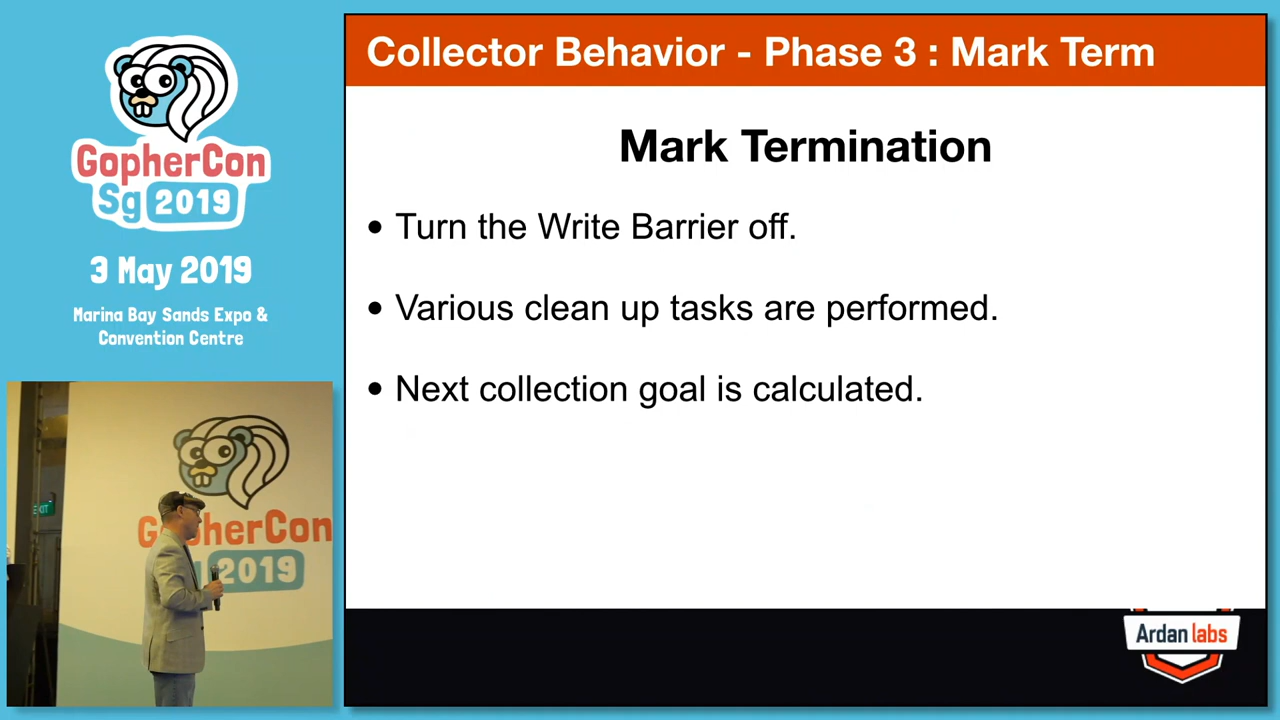 GopherCon
Sg 2019
3 May 2019
Marina Bay Sands Expo &
Convention Centre
Collector Behavior - Phase 3 : Mark Term
Mark Termination
• Turn the Write Barrier off.
• Various clean up tasks are performed.
• Next collection goal is calculated.
EXIT
GopherCon
2019
Ardan labs